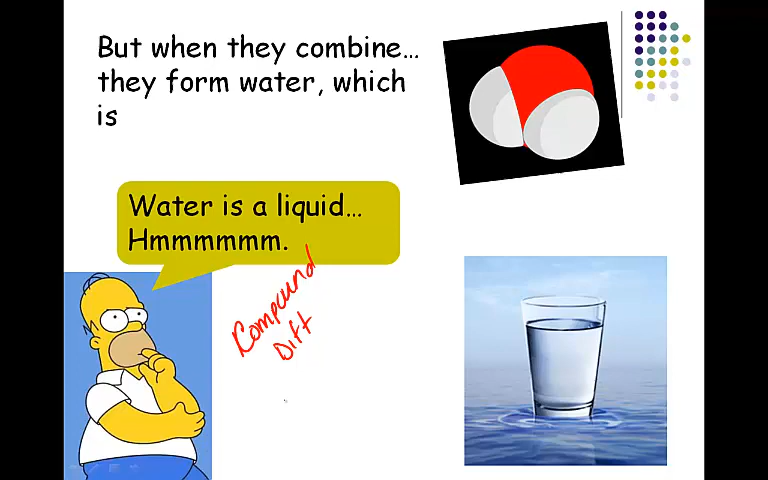 But when they combine…
they form water, which
is
Water is a liquid…
Hmmmmmm.
Compound
Diff